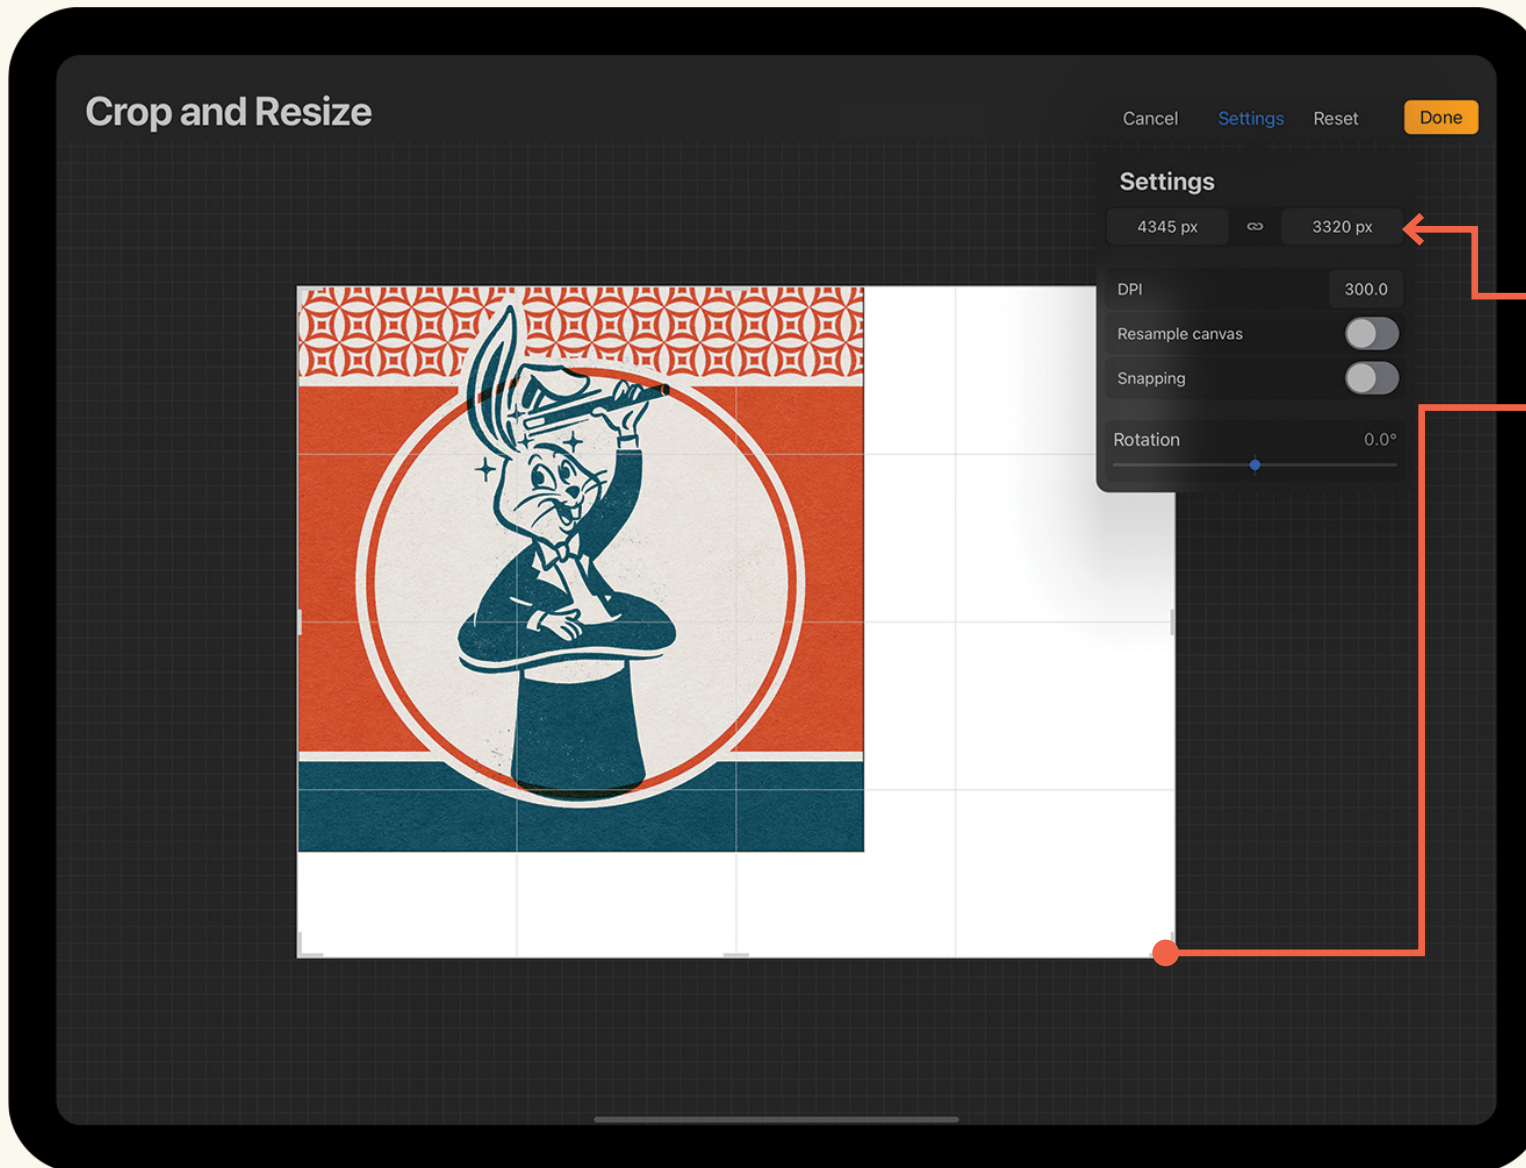 Crop and Resize
Cancel Settings Reset Done
Settings
4345 px 3320 px
DPI 300.0
Resample canvas
Snapping
Rotation 0.0°